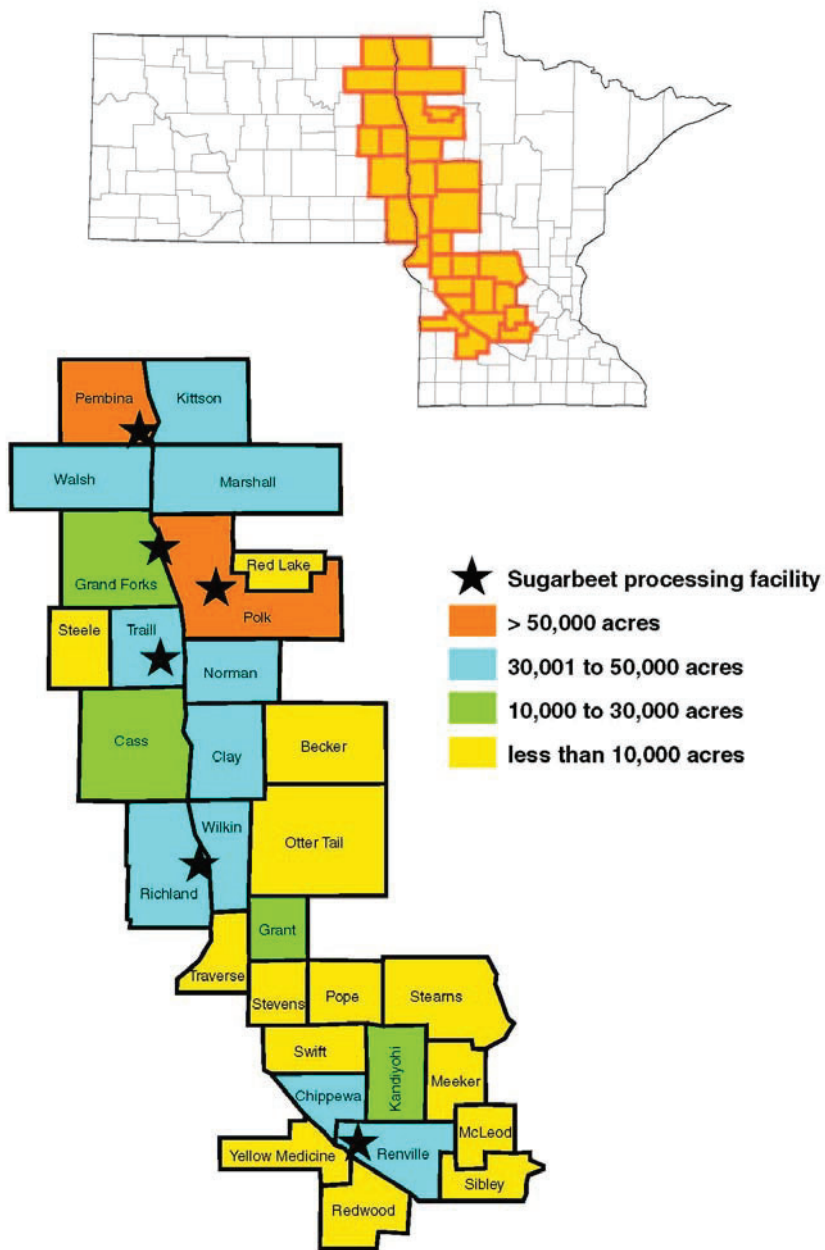 Pembina
Kittson
Walsh
Marshall
Grand Forks
Red Lake
Polk
Steele
Traill
Norman
Cass
Clay
Becker
Wilkin
Otter Tail
Richland
Grant
Traverse
Stevens
Pope
Stearns
Swift
Kandiyohi
Meeker
Chippewa
McLeod
Yellow Medicine
Renville
Sibley
Redwood
Sugarbeet processing facility
> 50,000 acres
30,001 to 50,000 acres
10,000 to 30,000 acres
less than 10,000 acres